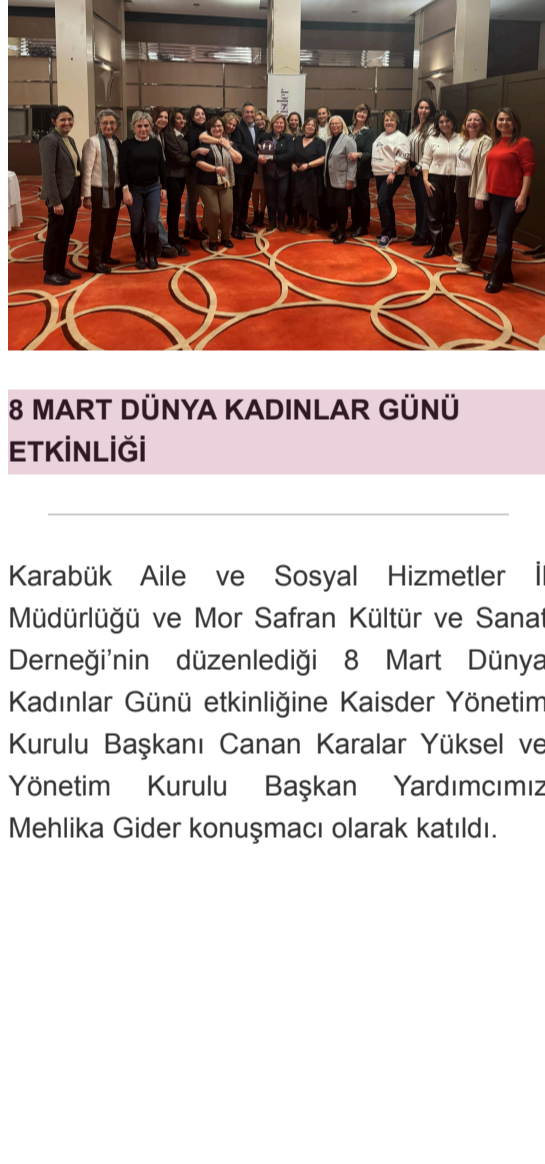 isder
8 MART DÜNYA KADINLAR GÜNÜ
ETKİNLİĞİ
Karabük Aile ve Sosyal Hizmetler İl
Müdürlüğü ve Mor Safran Kültür ve Sanat
Derneği’nin düzenlediği 8 Mart Dünya
Kadınlar Günü etkinliğine Kaisder Yönetim
Kurulu Başkanı Canan Karalar Yüksel ve
Yönetim Kurulu Başkan Yardımcımız
Mehlika Gider konuşmacı olarak katıldı.